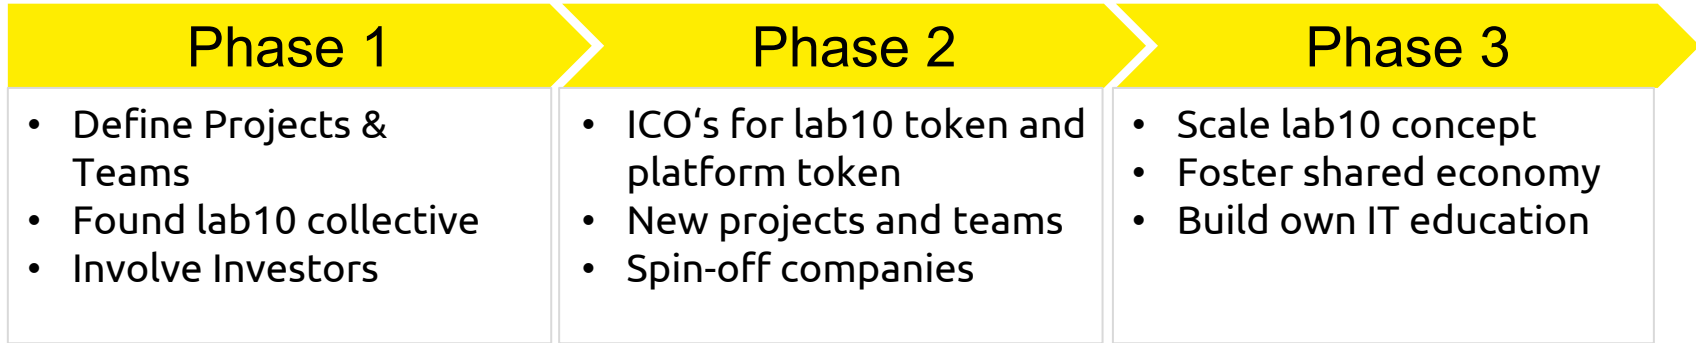 Phase 1
• Define Projects &
Teams
• Found lab10 collective
• Involve Investors
Phase 2
• ICO‘s for lab10 token and
platform token
• New projects and teams
• Spin-off companies
Phase 3
• Scale lab10 concept
• Foster shared economy
• Build own IT education